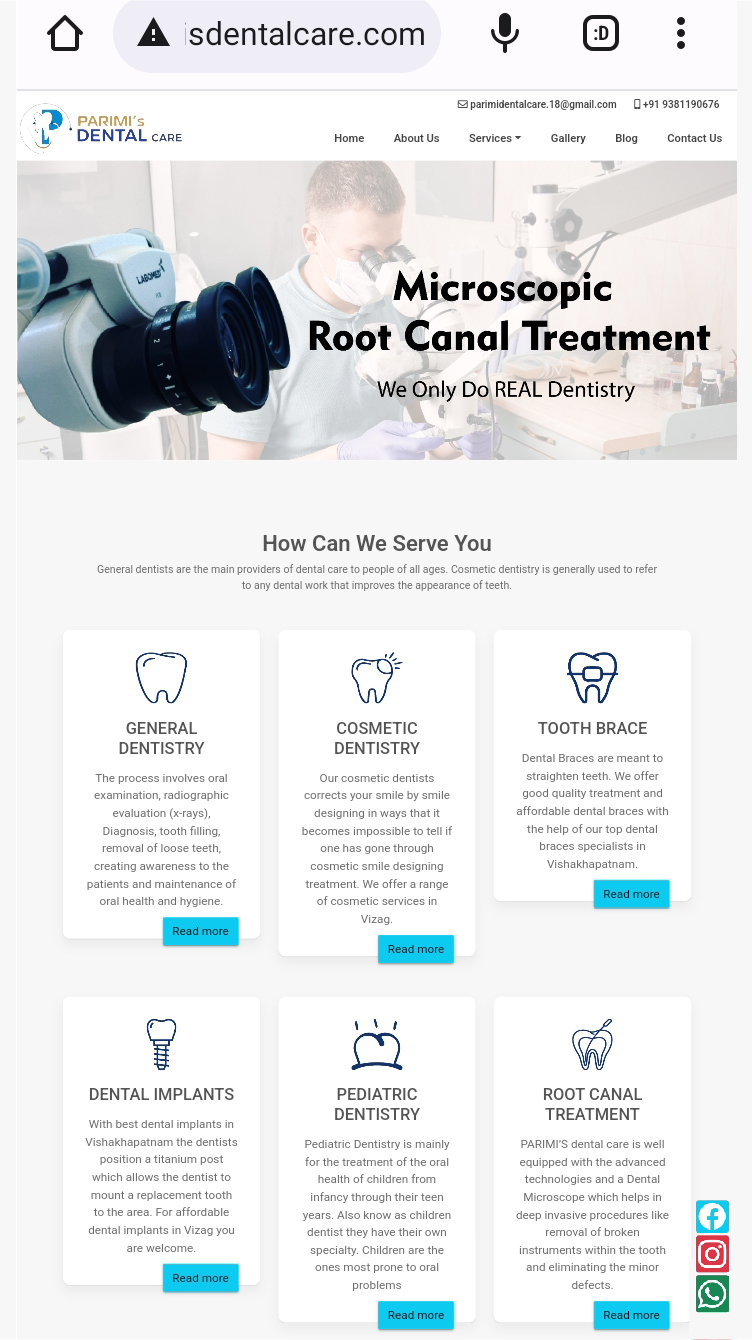 isdentalcare.com
:D
parimidentalcare.18@gmail.com +91 9381190676
PARIMI's
DENTAL CARE
Home About Us Services Gallery Blog Contact Us
LABOMED
Microscopic
Root Canal Treatment
We Only Do REAL Dentistry
How Can We Serve You
General dentists are the main providers of dental care to people of all ages. Cosmetic dentistry is generally used to refer
to any dental work that improves the appearance of teeth.
GENERAL
DENTISTRY
The process involves oral
examination, radiographic
evaluation (x-rays),
Diagnosis, tooth filling,
removal of loose teeth,
creating awareness to the
patients and maintenance of
oral health and hygiene.
Read more
COSMETIC
DENTISTRY
Our cosmetic dentists
corrects your smile by smile
designing in ways that it
becomes impossible to tell if
one has gone through
cosmetic smile designing
treatment. We offer a range
of cosmetic services in
Vizag.
Read more
TOOTH BRACE
Dental Braces are meant to
straighten teeth. We offer
good quality treatment and
affordable dental braces with
the help of our top dental
braces specialists in
Vishakhapatnam.
Read more
DENTAL IMPLANTS
With best dental implants in
Vishakhapatnam the dentists
position a titanium post
which allows the dentist to
mount a replacement tooth
to the area. For affordable
dental implants in Vizag you
are welcome.
Read more
PEDIATRIC
DENTISTRY
Pediatric Dentistry is mainly
for the treatment of the oral
health of children from
infancy through their teen
years. Also know as children
dentist they have their own
specialty. Children are the
ones most prone to oral
problems
Read more
ROOT CANAL
TREATMENT
PARIMI'S dental care is well
equipped with the advanced
technologies and a Dental
Microscope which helps in
deep invasive procedures like
removal of broken
instruments within the tooth
and eliminating the minor
defects.
Read more